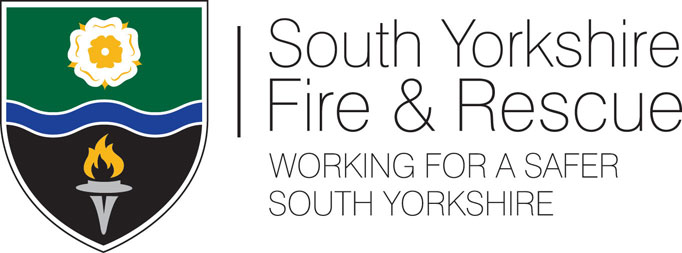 South Yorkshire
Fire & Rescue
WORKING FOR A SAFER
SOUTH YORKSHIRE